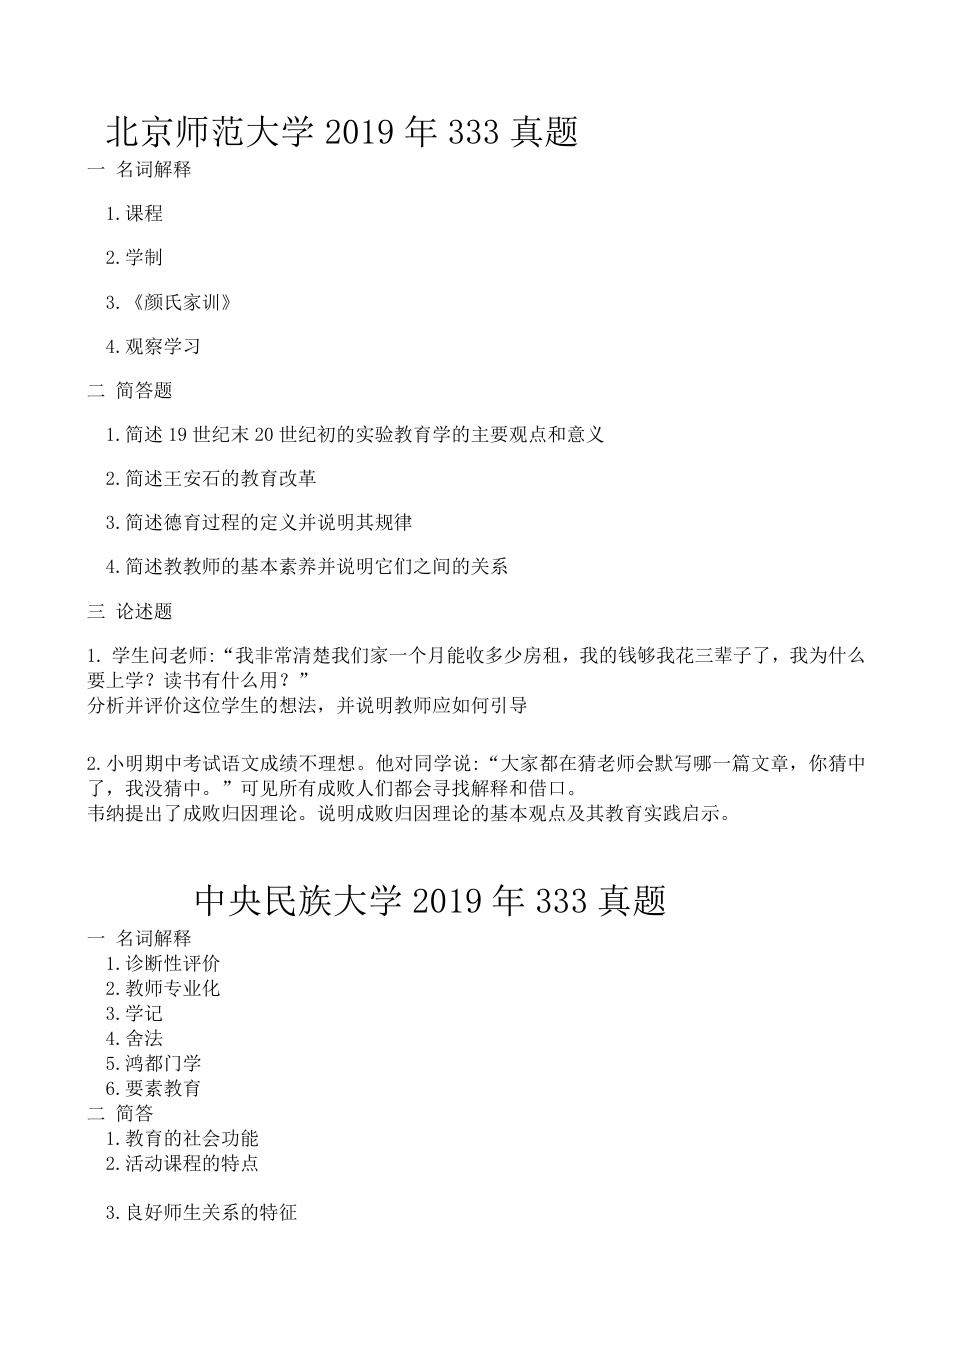 北京师范大学 2019 年 333 真题
一 名词解释
1.课程
2.学制
3.《颜氏家训》
4.观察学习
二 简答题
1.简述 19 世纪末 20 世纪初的实验教育学的主要观点和意义
2.简述王安石的教育改革
3.简述德育过程的定义并说明其规律
4.简述教教师的基本素养并说明它们之间的关系
三 论述题
1. 学生问老师:“我非常清楚我们家一个月能收多少房租，我的钱够我花三辈子了，我为什么
要上学？读书有什么用？”
分析并评价这位学生的想法，并说明教师应如何引导
2.小明期中考试语文成绩不理想。他对同学说:“大家都在猜老师会默写哪一篇文章，你猜中
了，我没猜中。”可见所有成败人们都会寻找解释和借口。
韦纳提出了成败归因理论。说明成败归因理论的基本观点及其教育实践启示。
中央民族大学 2019 年 333 真题
一 名词解释
1.诊断性评价
2.教师专业化
3.学记
4.舍法
5.鸿都门学
6.要素教育
二 简答
1.教育的社会功能
2.活动课程的特点
3.良好师生关系的特征